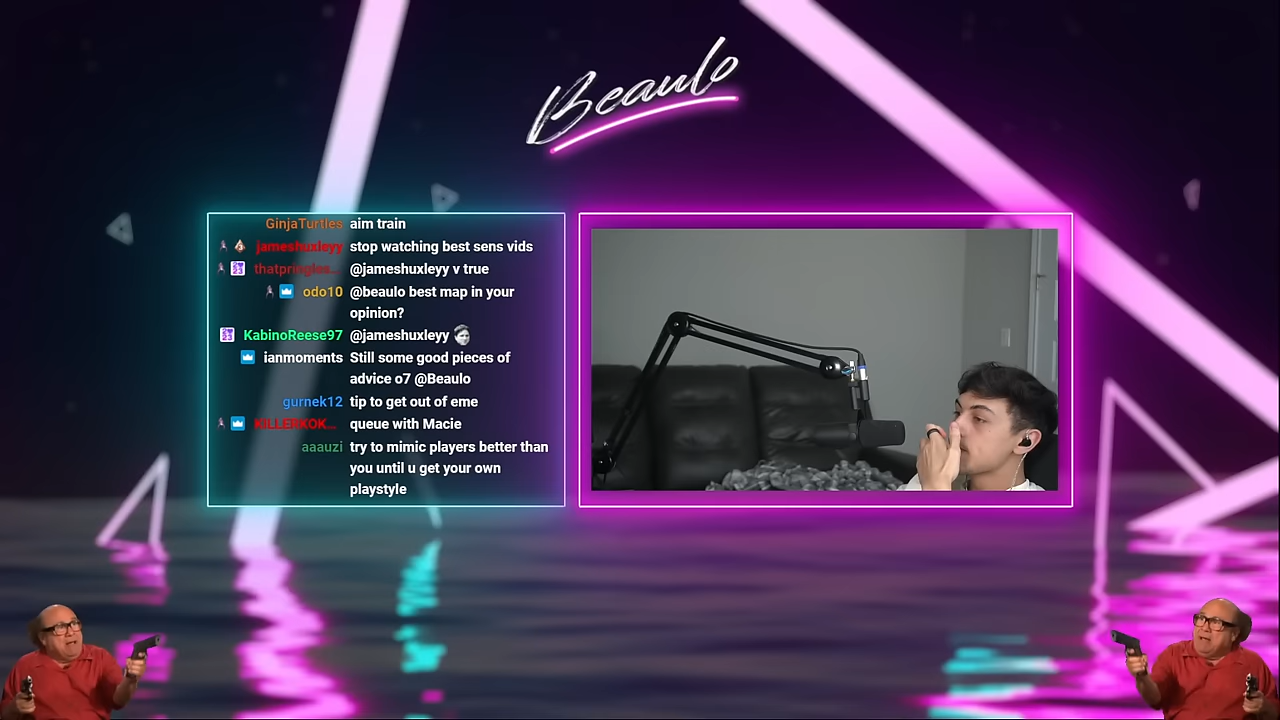 Beaulo
GinjaTurtles aim train
jameshuxleyy stop watching best sens vids
thatpringles... @jameshuxleyy v true
odo10 @beaulo best map in your
opinion?
KabinoReese97 @jameshuxleyy
ianmoments Still some good pieces of
advice o7 @Beaulo
gurnek12 tip to get out of eme
KILLERKOK... queue with Macie
aaauzi try to mimic players better than
you until u get your own
playstyle